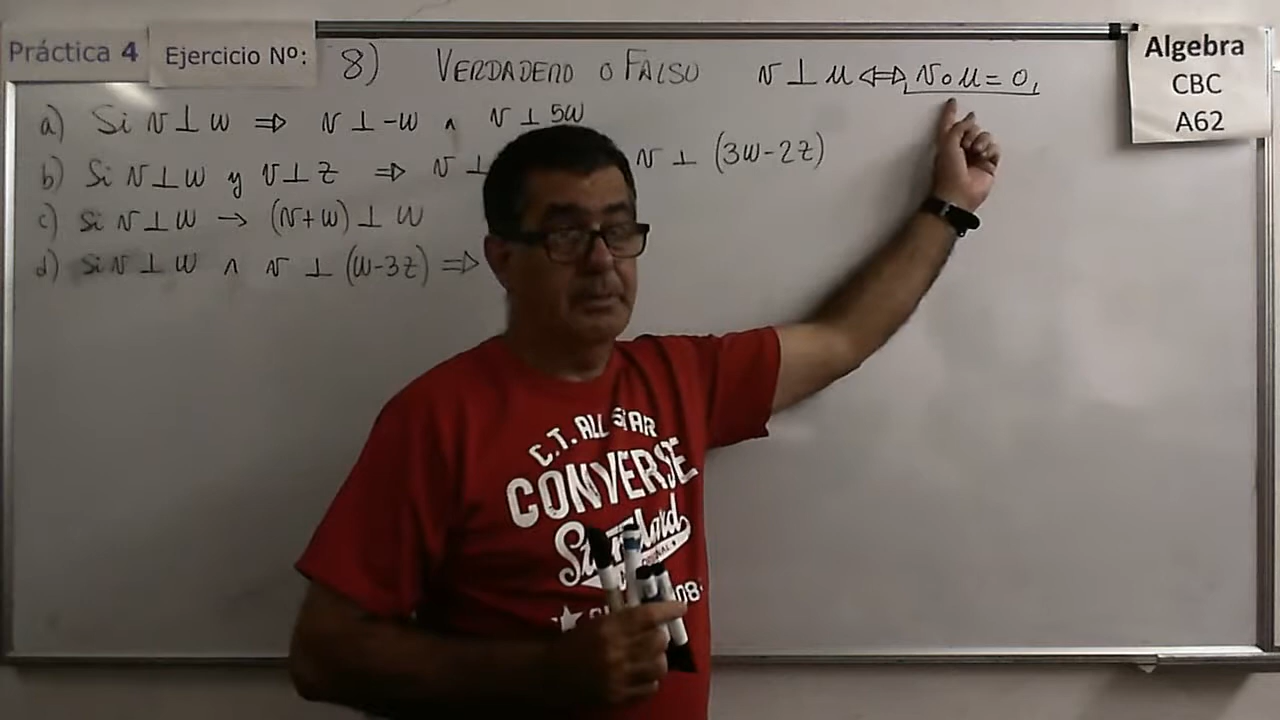 Práctica 4 Ejercicio Nº: 8) VERDADERO O FALSO v ⊥ u ⇔ v∘u = 0,
Algebra
CBC
A62
a) Si v ⊥ w ⇒ v ⊥ -w ∧ v ⊥ 5w
b) Si v ⊥ w y v ⊥ z ⇒ v ⊥ v ⊥ (3w-2z)
c) Si v ⊥ w → (v+w) ⊥ w
d) Si v ⊥ w ∧ v ⊥ (w-3z) ⇒
C.T. ALL STAR
CONVERSE